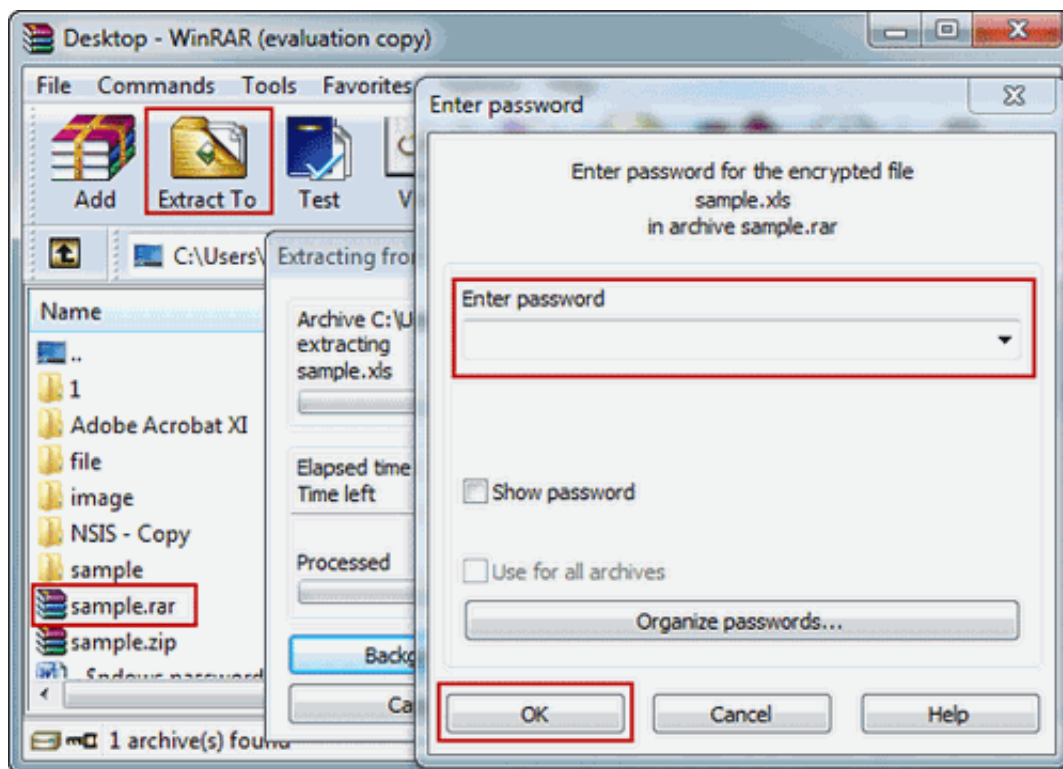 Desktop - WinRAR (evaluation copy)
File Commands Tools Favorites
Add Extract To Test
C:\Users\
Name
..
1
Adobe Acrobat XI
file
image
NSIS - Copy
sample
sample.rar
sample.zip
1 archive(s) found
Extracting from
Archive C:\U
extracting
sample.xls
Elapsed time
Time left
Processed
Backg
Ca
Enter password
Enter password for the encrypted file
sample.xls
in archive sample.rar
Enter password
Show password
Use for all archives
Organize passwords...
OK Cancel Help